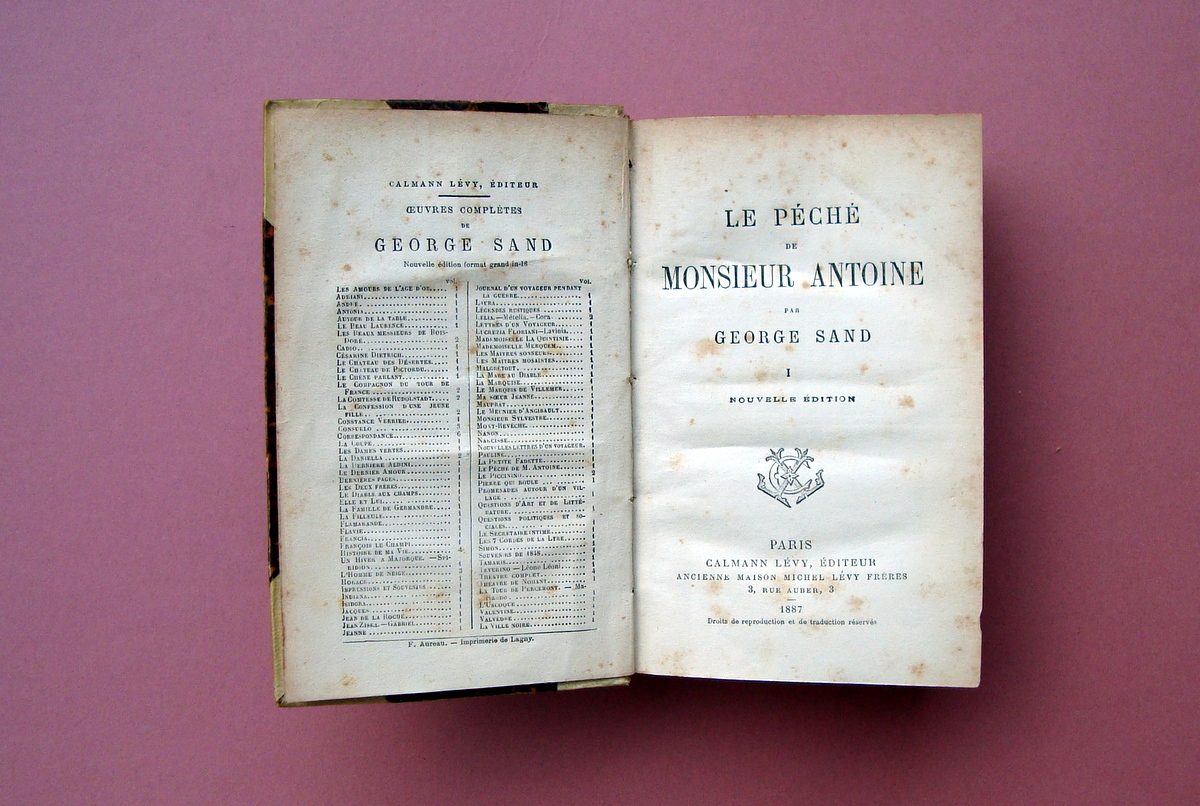 CALMANN LÉVY, ÉDITEUR
ŒUVRES COMPLÈTES
DE
GEORGE SAND
Nouvelle édition format grand in-18
Vol.
LES AMOURS DE L'AGE D'OR
ADRIANI
ANDRÉ
ANTONIA
AUTOUR DE LA TABLE
LE BEAU LAURENCE
LES BEAUX MESSIEURS DE BOIS-
DORÉ
CADIO
CÉSARINE DIETRICH
LE CHATEAU DES DÉSERTES
LE CHATEAU DE PICTORDU
LE CHÊNE PARLANT
LE COMPAGNON DU TOUR DE
FRANCE
LA COMTESSE DE RUDOLSTADT
LA CONFESSION D'UNE JEUNE
FILLE
CONSTANCE VERRIER
CONSUELO
CORRESPONDANCE
LA COUPE
LES DAMES VERTES
LA DANIELLA
LA DERNIÈRE ALDINI
LE DERNIER AMOUR
DERNIÈRES PAGES
LES DEUX FRÈRES
LE DIABLE AUX CHAMPS
ELLE ET LUI
LA FAMILLE DE GERMANDRE
LA FILLEULE
FLAMARANDE
FLAVIE
FRANCIA
FRANÇOIS LE CHAMPI
HISTOIRE DE MA VIE
UN HIVER A MAJORQUE. — SPI-
RIDION
L'HOMME DE NEIGE
HORACE
IMPRESSIONS ET SOUVENIRS
INDIANA
ISIDORA
JACQUES
JEAN DE LA ROCHE
JEAN ZISKA.—GABRIEL
JEANNE
Vol.
JOURNAL D'UN VOYAGEUR PENDANT
LA GUERRE
LAURA
LÉGENDES RUSTIQUES
LÉLIA.—Métella.—Cora
LETTRES D'UN VOYAGEUR
LUCREZIA FLORIANI—Lavinia
MADEMOISELLE LA QUINTINIE
MADEMOISELLE MERQUEM
LES MAITRES SONNEURS
LES MAITRES MOSAISTES
MALGRÉTOUT
LA MARE AU DIABLE
LA MARQUISE
LE MARQUIS DE VILLEMER
MA SŒUR JEANNE
MAUPRAT
LE MEUNIER D'ANGIBAULT
MONSIEUR SYLVESTRE
MONT-REVÊCHE
NANON
NARCISSE
NOUVELLES LETTRES D'UN VOYAGEUR
PAULINE
LA PETITE FADETTE
LE PÉCHÉ DE M. ANTOINE
LE PICCININO
PIERRE QUI ROULE
PROMENADES AUTOUR D'UN VIL-
LAGE
QUESTIONS D'ART ET DE LITTÉ-
RATURE
QUESTIONS POLITIQUES ET SO-
CIALES
LE SECRÉTAIRE INTIME
LES 7 CORDES DE LA LYRE
SIMON
SOUVENIRS DE 1848
TAMARIS
TEVERINO —Léone Léoni
THÉATRE COMPLET
THÉATRE DE NOHANT
LA TOUR DE PERCEMONT. — Ma-
L'USCOQUE
VALENTINE
VALVÈDRE
LA VILLE NOIRE
F. Aureau. — Imprimerie de Lagny.
LE PÉCHÉ
DE
MONSIEUR ANTOINE
PAR
GEORGE SAND
I
NOUVELLE ÉDITION
PARIS
CALMANN LÉVY, ÉDITEUR
ANCIENNE MAISON MICHEL LÉVY FRÈRES
3, RUE AUBER, 3
1887
Droits de reproduction et de traduction réservés